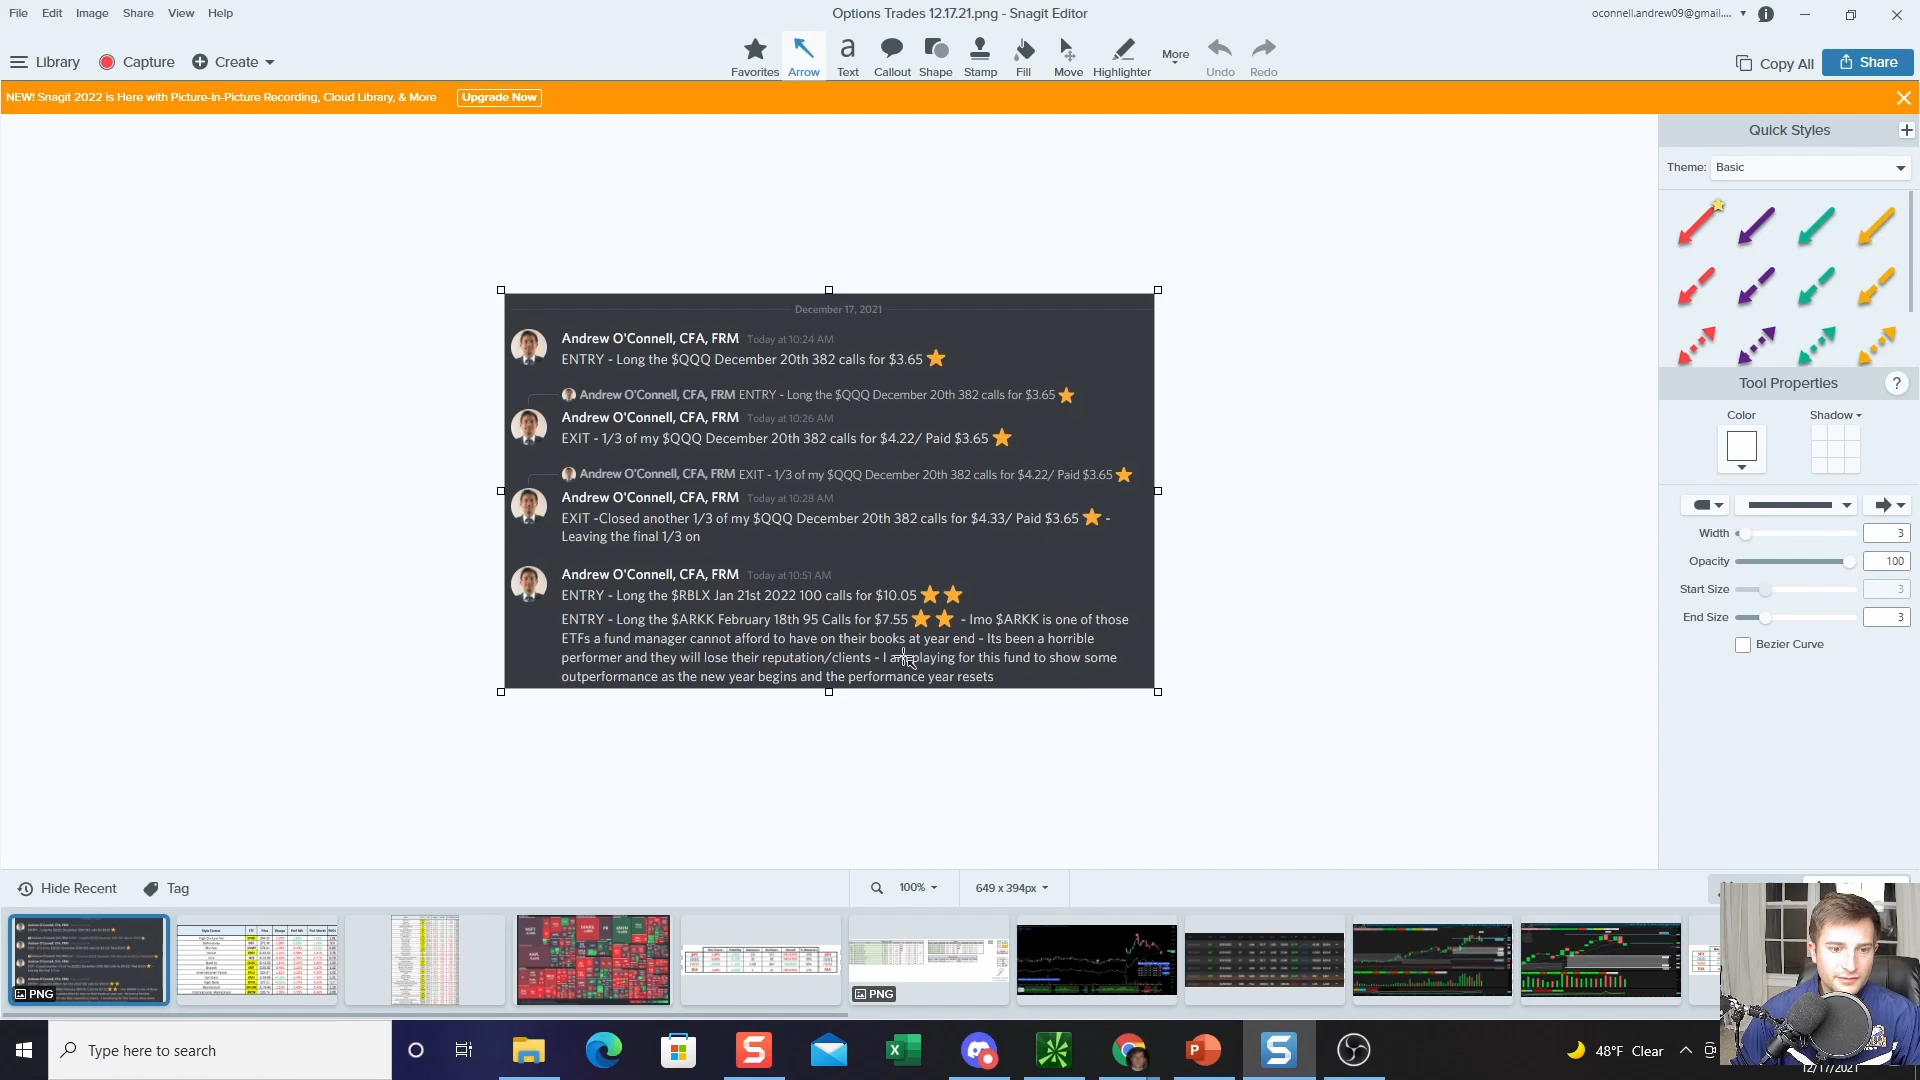 File Edit Image Share View Help
Options Trades 12.17.21.png - Snagit Editor
oconnell.andrew09@gmail....
Library Capture Create
Favorites Arrow Text Callout Shape Stamp Fill Move Highlighter More Undo Redo
Copy All Share
NEW! Snagit 2022 is Here with Picture-In-Picture Recording, Cloud Library, & More Upgrade Now
Quick Styles
Theme: Basic
December 17, 2021
Andrew O'Connell, CFA, FRM Today at 10:24 AM
ENTRY - Long the $QQQ December 20th 382 calls for $3.65
Andrew O'Connell, CFA, FRM ENTRY - Long the $QQQ December 20th 382 calls for $3.65
Andrew O'Connell, CFA, FRM Today at 10:26 AM
EXIT - 1/3 of my $QQQ December 20th 382 calls for $4.22/ Paid $3.65
Andrew O'Connell, CFA, FRM EXIT - 1/3 of my $QQQ December 20th 382 calls for $4.22/ Paid $3.65
Andrew O'Connell, CFA, FRM Today at 10:28 AM
EXIT -Closed another 1/3 of my $QQQ December 20th 382 calls for $4.33/ Paid $3.65 -
Leaving the final 1/3 on
Andrew O'Connell, CFA, FRM Today at 10:51 AM
ENTRY - Long the $RBLX Jan 21st 2022 100 calls for $10.05
ENTRY - Long the $ARKK February 18th 95 Calls for $7.55 - Imo $ARKK is one of those
ETFs a fund manager cannot afford to have on their books at year end - Its been a horrible
performer and they will lose their reputation/clients - I am playing for this fund to show some
outperformance as the new year begins and the performance year resets
Tool Properties ?
Color Shadow
Width 3
Opacity 100
Start Size 3
End Size 3
Bezier Curve
Hide Recent Tag
100% 649 x 394px
PNG
PNG
Type here to search
48°F Clear
12/17/2021